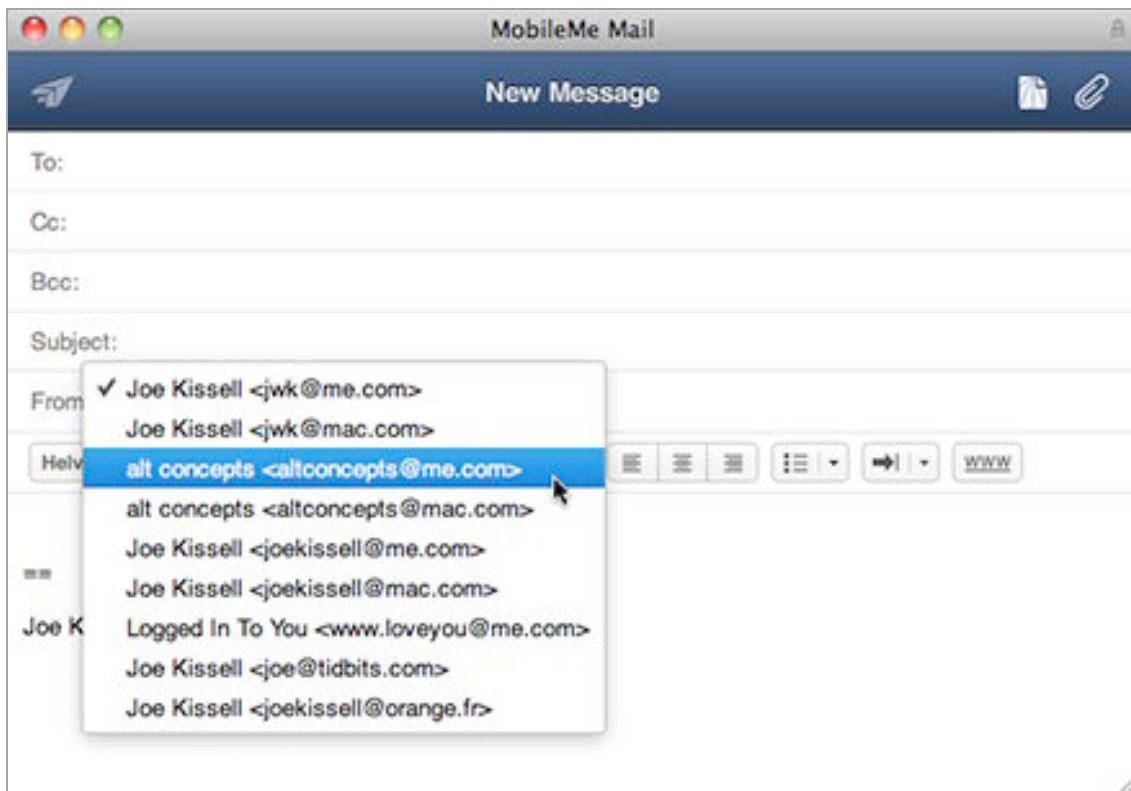 MobileMe Mail
New Message
To:
Cc:
Bcc:
Subject:
From
✓ Joe Kissell <jwk@me.com>
Joe Kissell <jwk@mac.com>
Helv
alt concepts <altconcepts@me.com>
www
alt concepts <altconcepts@mac.com>
Joe Kissell <joekissell@me.com>
==
Joe Kissell <joekissell@mac.com>
Joe K
Logged In To You <www.loveyou@me.com>
Joe Kissell <joe@tidbits.com>
Joe Kissell <joekissell@orange.fr>